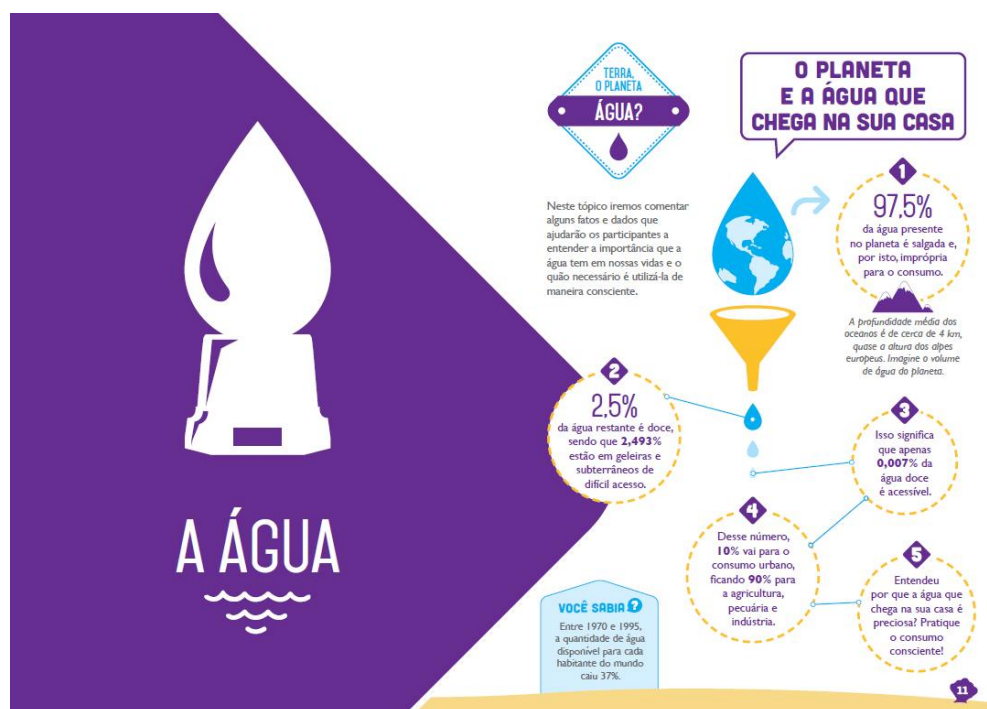 A ÁGUA
TERRA,
O PLANETA
ÁGUA?
Neste tópico iremos comentar
alguns fatos e dados que
ajudarão os participantes a
entender a importância que a
água tem em nossas vidas e o
quão necessário é utilizá-la de
maneira consciente.
O PLANETA
E A ÁGUA QUE
CHEGA NA SUA CASA
1
97,5%
da água presente
no planeta é salgada e,
por isto, imprópria
para o consumo.
A profundidade média dos
oceanos é de cerca de 4 km,
quase a altura dos alpes
europeus. Imagine o volume
de água do planeta.
2
2,5%
da água restante é doce,
sendo que 2,493%
estão em geleiras e
subterrâneos de
difícil acesso.
3
Isso significa
que apenas
0,007% da
água doce
é acessível.
4
Desse número,
10% vai para o
consumo urbano,
ficando 90% para
a agricultura,
pecuária e
indústria.
5
Entendeu
por que a água que
chega na sua casa é
preciosa? Pratique
o consumo
consciente!
VOCÊ SABIA ?
Entre 1970 e 1995,
a quantidade de água
disponível para cada
habitante do mundo
caiu 37%.
11